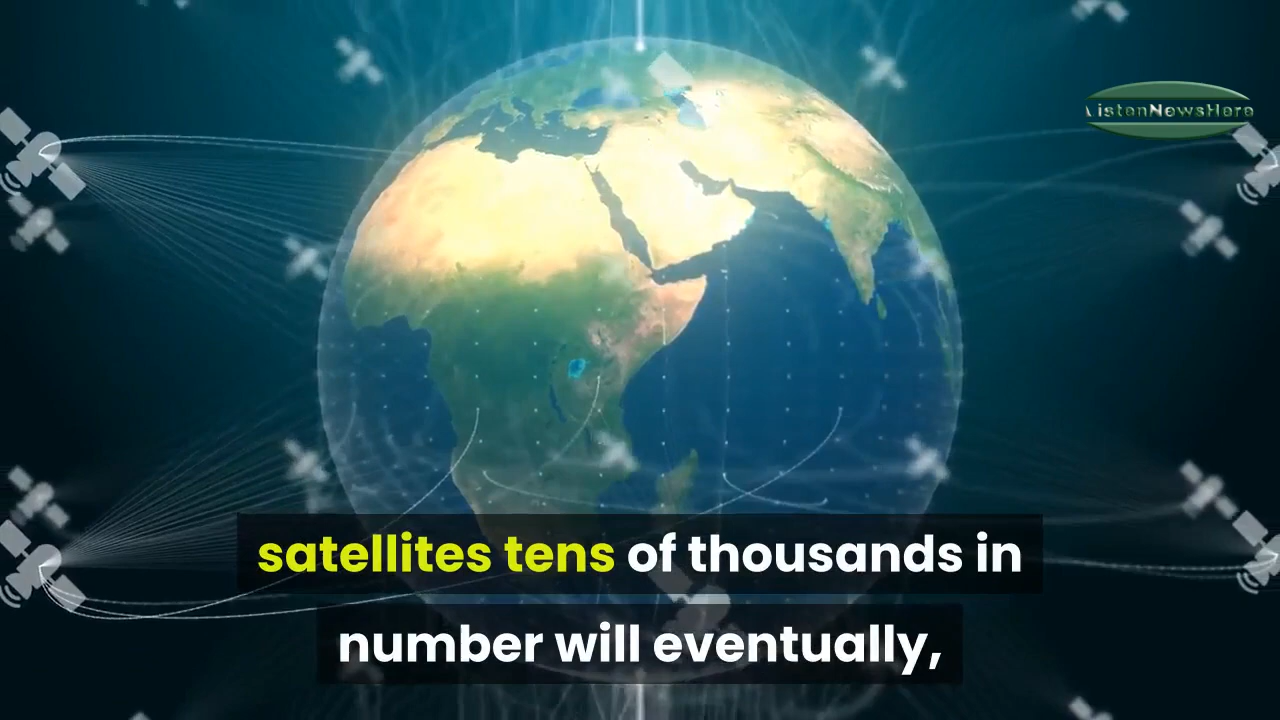 ListenNewsHere
satellites tens of thousands in
number will eventually,